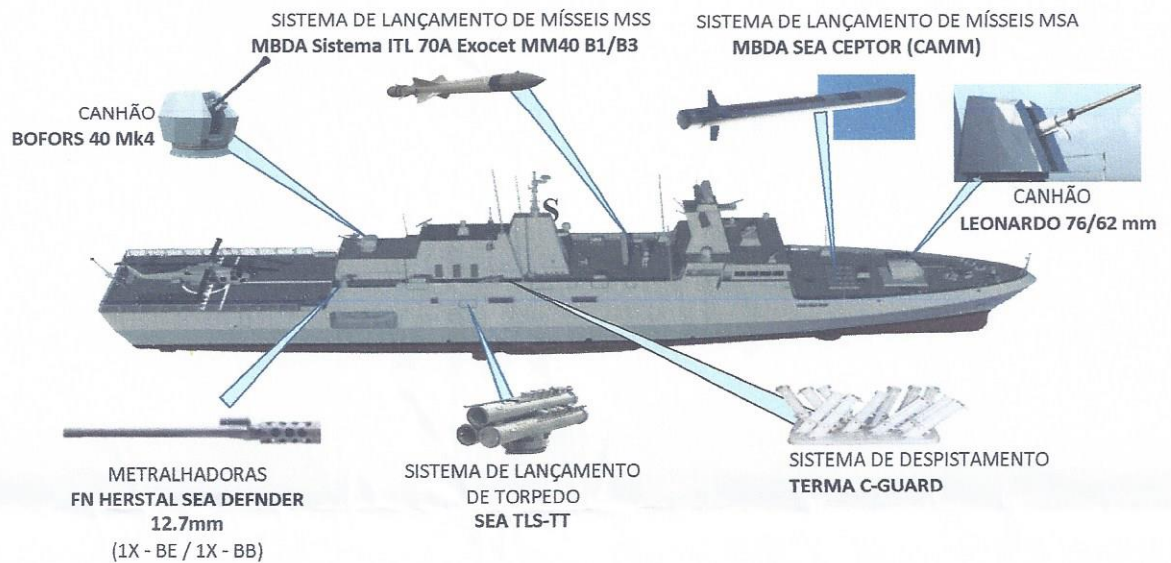 SISTEMA DE LANÇAMENTO DE MÍSSEIS MSS
MBDA Sistema ITL 70A Exocet MM40 B1/B3
SISTEMA DE LANÇAMENTO DE MÍSSEIS MSA
MBDA SEA CEPTOR (CAMM)
CANHÃO
BOFORS 40 Mk4
CANHÃO
LEONARDO 76/62 mm
S
METRALHADORAS
FN HERSTAL SEA DEFNDER
12.7mm
(1X - BE / 1X - BB)
SISTEMA DE LANÇAMENTO
DE TORPEDO
SEA TLS-TT
SISTEMA DE DESPISTAMENTO
TERMA C-GUARD